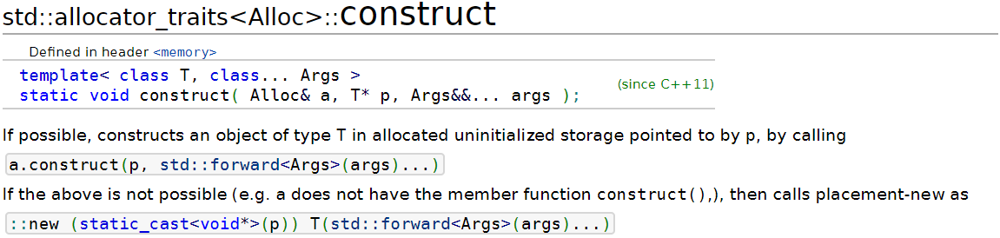 std::allocator_traits<Alloc>::construct
Defined in header <memory>
template< class T, class... Args >
static void construct( Alloc& a, T* p, Args&&... args );
(since C++11)
If possible, constructs an object of type T in allocated uninitialized storage pointed to by p, by calling
a.construct(p, std::forward<Args>(args)...)
If the above is not possible (e.g. a does not have the member function construct(),), then calls placement-new as
::new (static_cast<void*>(p)) T(std::forward<Args>(args)...)